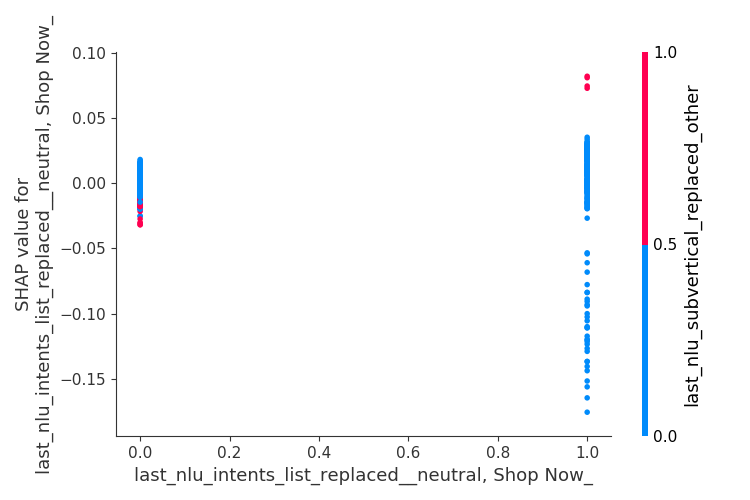 SHAP value for
last_nlu_intents_list_replaced__neutral, Shop Now_
0.10
0.05
0.00
−0.05
−0.10
−0.15
0.0 0.2 0.4 0.6 0.8 1.0
last_nlu_intents_list_replaced__neutral, Shop Now_
1.0
0.5
0.0
last_nlu_subvertical_replaced_other